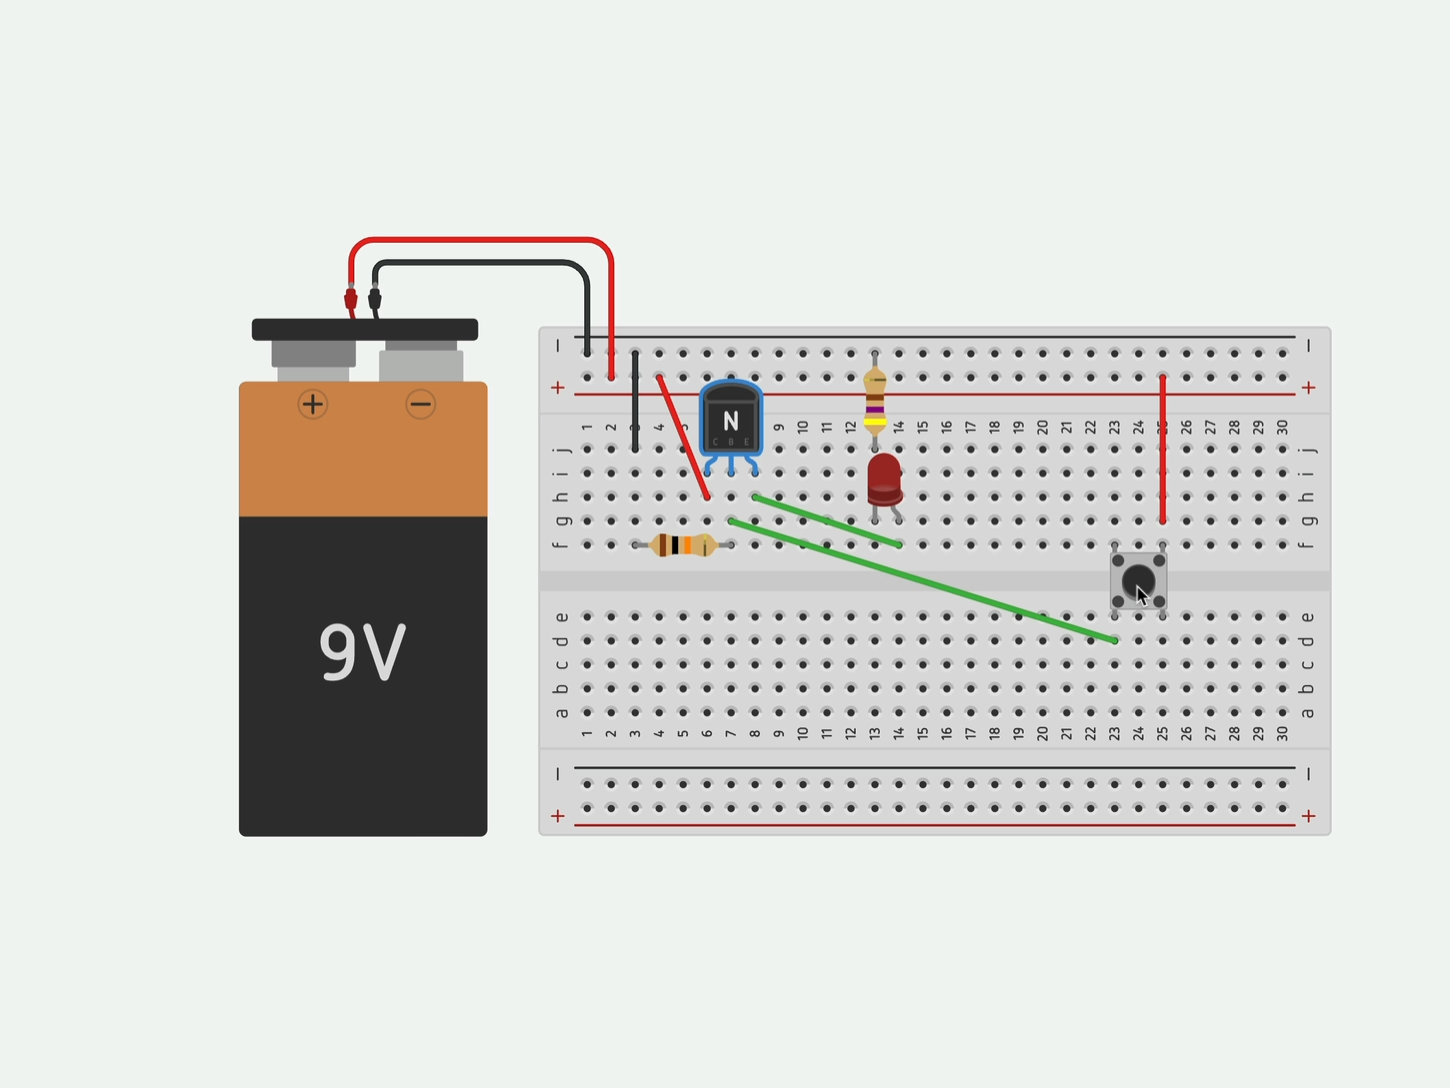 − −
+ +
1 2 3 4 5 9 10 11 12 13 14 15 16 17 18 19 20 21 22 23 24 25 26 27 28 29 30
N
C B E
j j
i i
h h
g g
f f
+ −
9V
e e
d d
c c
b b
a a
1 2 3 4 5 6 7 8 9 10 11 12 13 14 15 16 17 18 19 20 21 22 23 24 25 26 27 28 29 30
− −
+ +